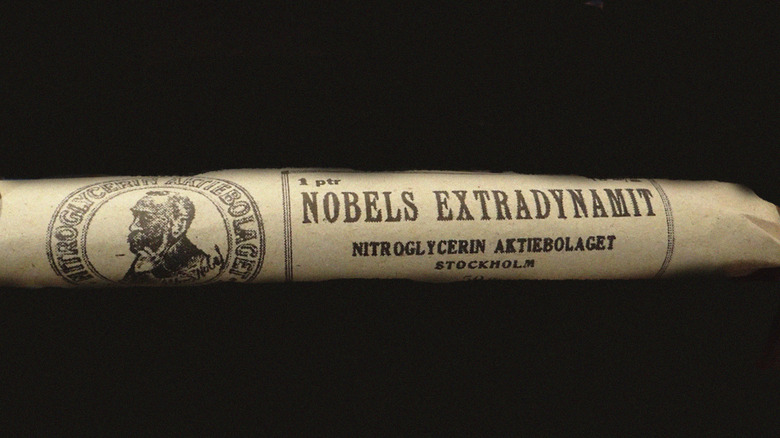 NITROGLYCERIN AKTIEBOLAGET
1 ptr
NOBELS EXTRADYNAMIT
NITROGLYCERIN AKTIEBOLAGET
STOCKHOLM